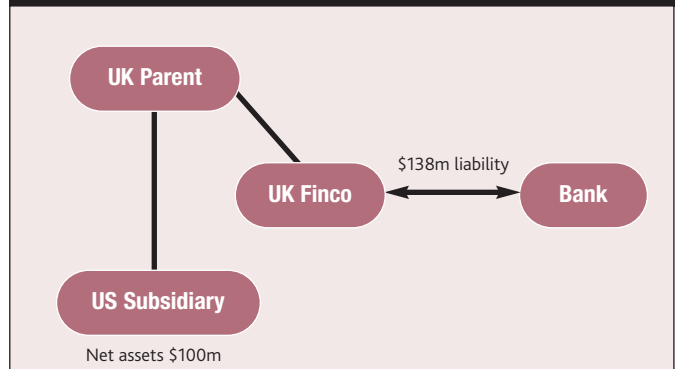 UK Parent
$138m liability
UK Finco
Bank
US Subsidiary
Net assets $100m